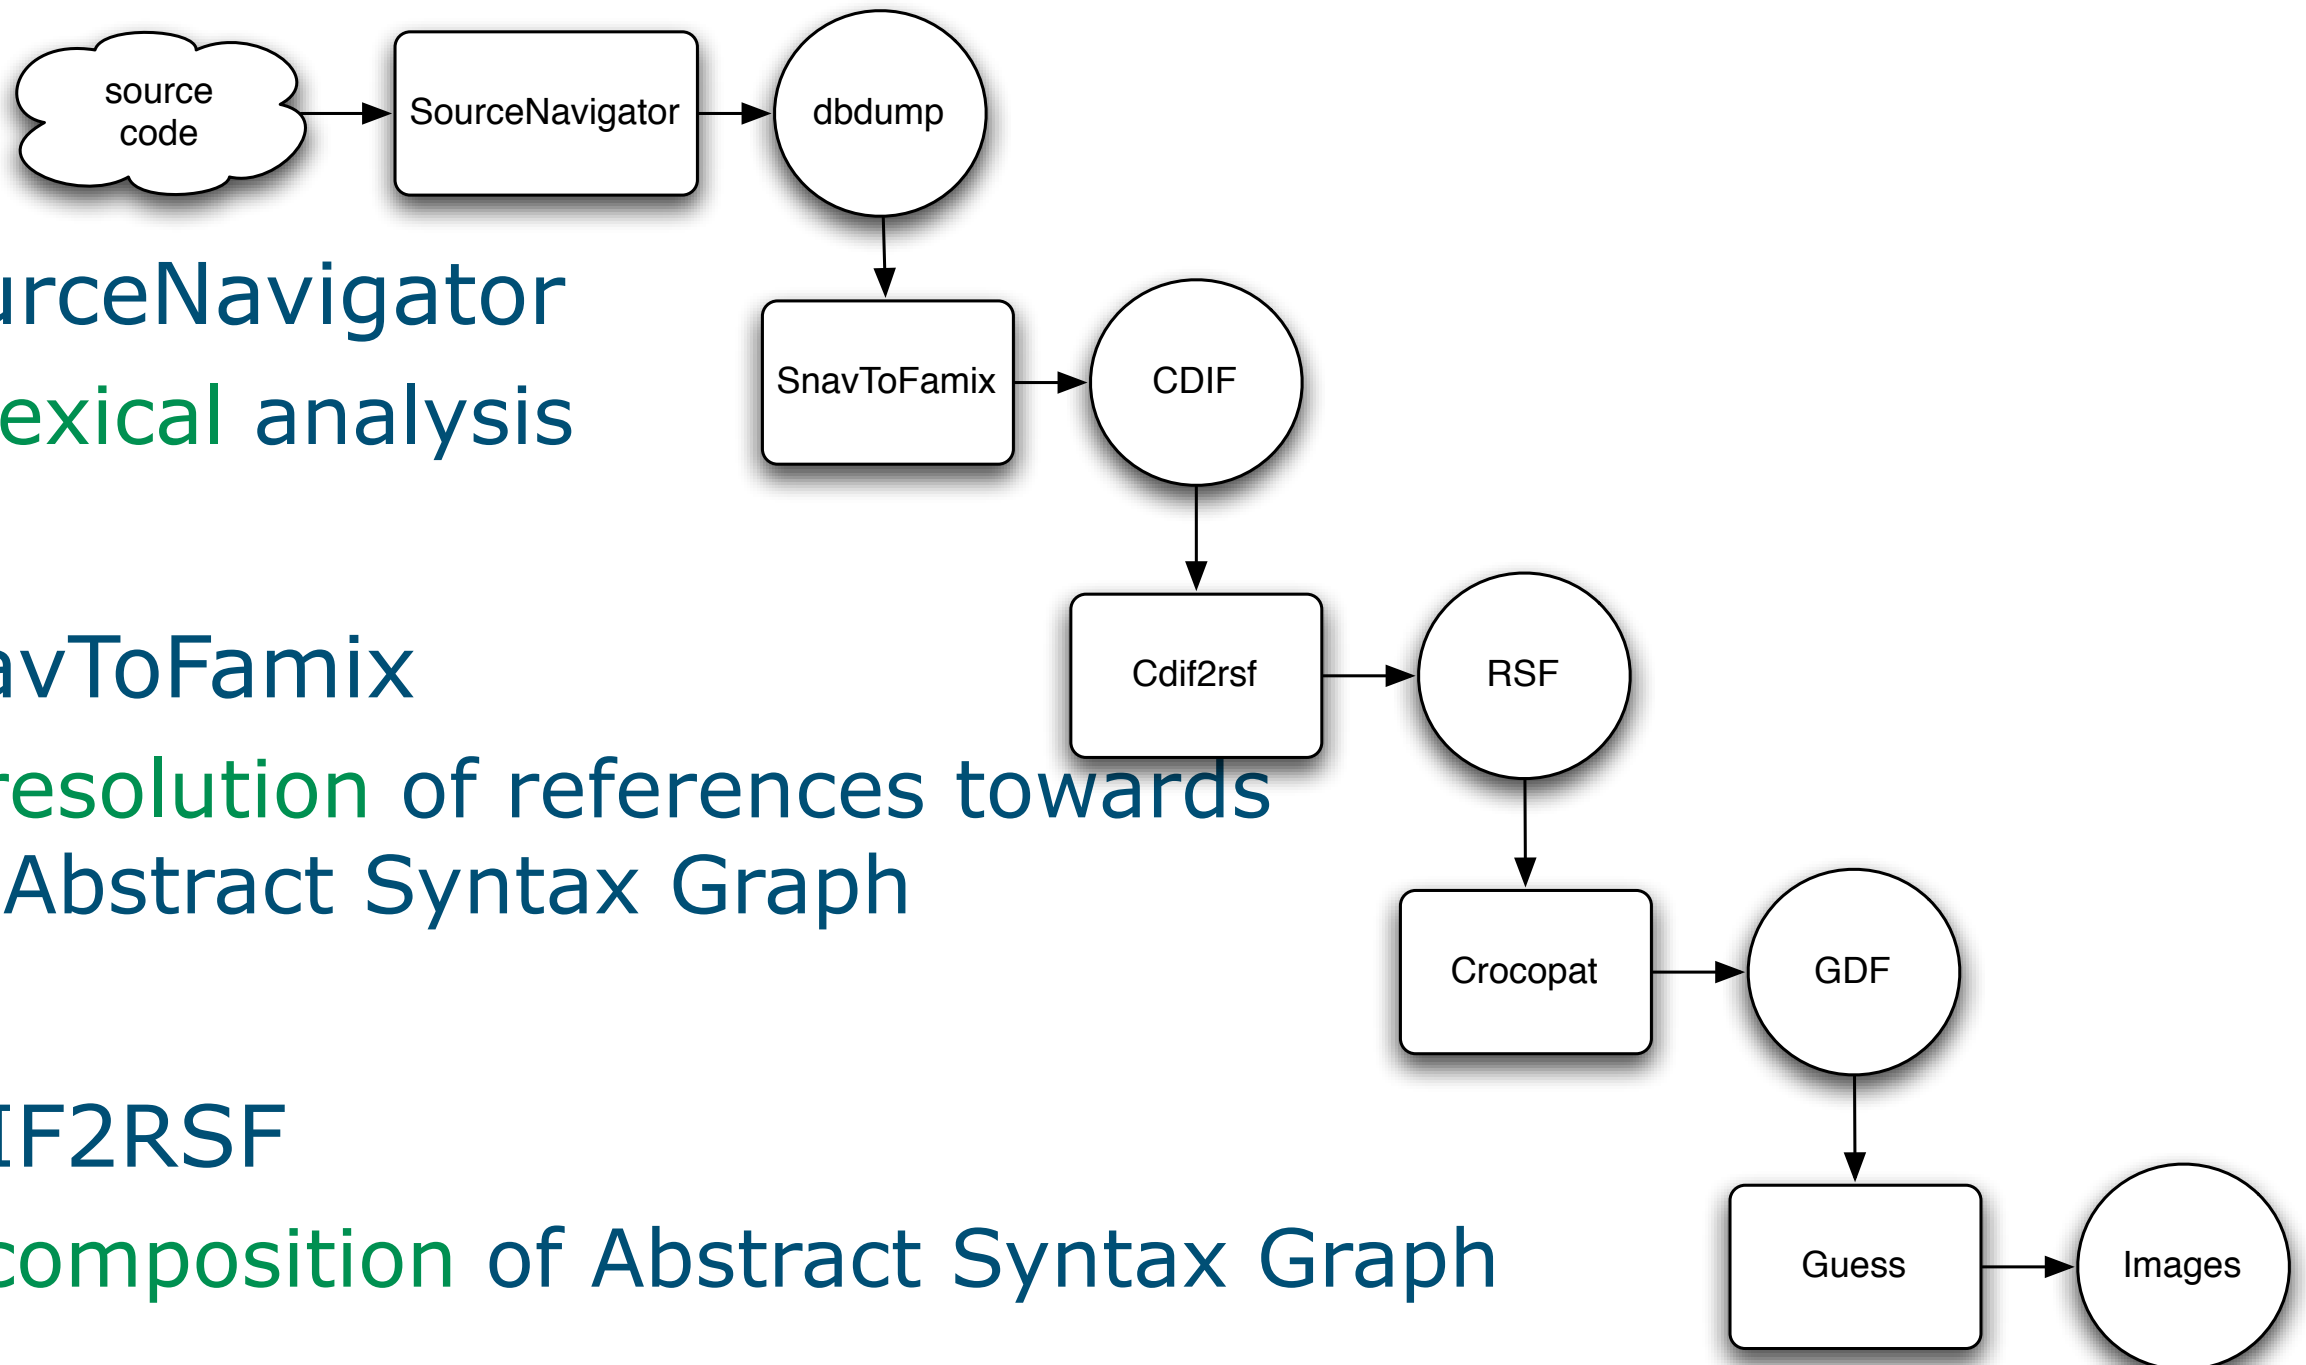 source
code
SourceNavigator
dbdump
urceNavigator
exical analysis
SnavToFamix
CDIF
Cdif2rsf
RSF
avToFamix
resolution of references towards
Abstract Syntax Graph
Crocopat
GDF
IF2RSF
composition of Abstract Syntax Graph
Guess
Images